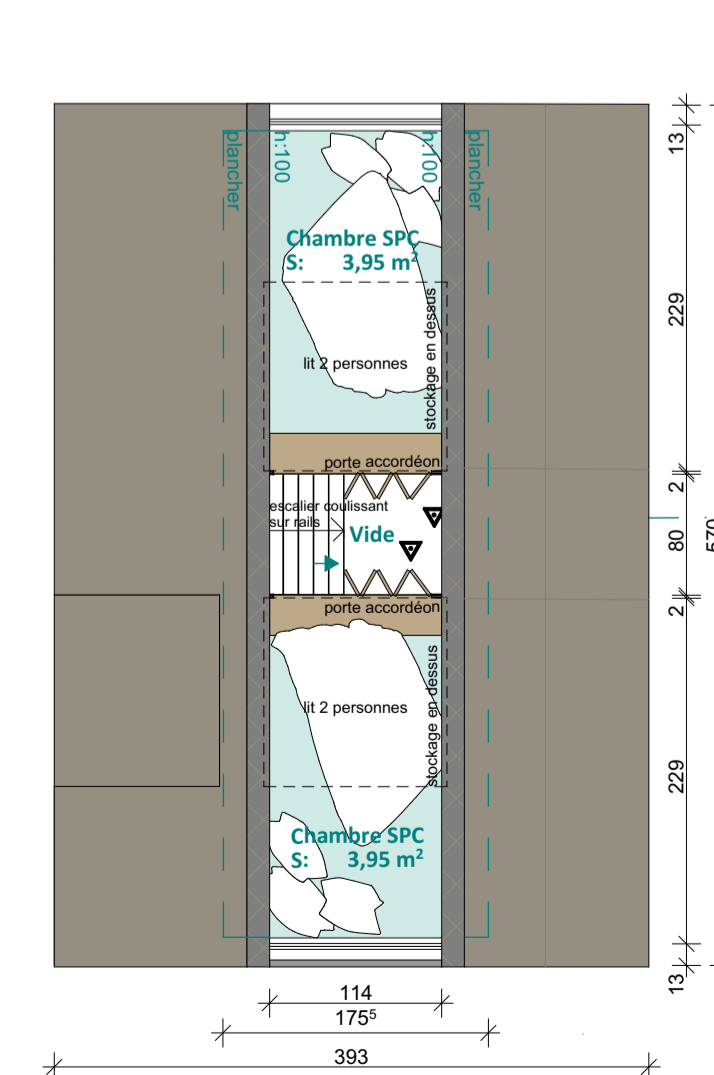 plancher
h:100
h:100
plancher
Chambre SPC
S: 3,95 m²
lit 2 personnes
stockage en dessus
porte accordéon
escalier coulissant
sur rails
Vide
porte accordéon
lit 2 personnes
stockage en dessus
Chambre SPC
S: 3,95 m²
13
229
2
80
2
229
13
114
175⁵
393